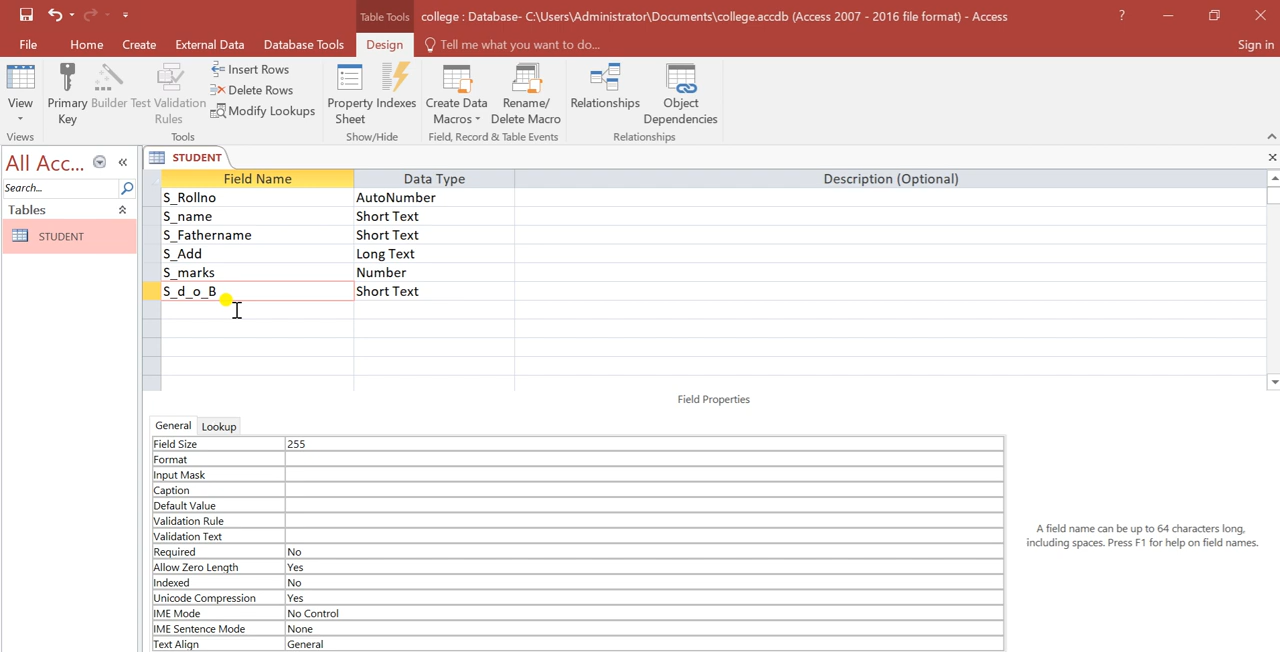 Table Tools
college : Database- C:\Users\Administrator\Documents\college.accdb (Access 2007 - 2016 file format) - Access
?
File
Home
Create
External Data
Database Tools
Design
Tell me what you want to do...
Sign in
View
Primary Key
Builder
Test Validation Rules
Insert Rows
Delete Rows
Modify Lookups
Property Sheet
Indexes
Create Data Macros
Rename/ Delete Macro
Relationships
Object Dependencies
Views
Tools
Show/Hide
Field, Record & Table Events
Relationships
All Acc...
Search...
Tables
STUDENT
STUDENT
Field Name Data Type Description (Optional)
S_Rollno AutoNumber
S_name Short Text
S_Fathername Short Text
S_Add Long Text
S_marks Number
S_d_o_B Short Text
Field Properties
General Lookup
Field Size 255
Format
Input Mask
Caption
Default Value
Validation Rule
Validation Text
Required No
Allow Zero Length Yes
Indexed No
Unicode Compression Yes
IME Mode No Control
IME Sentence Mode None
Text Align General
A field name can be up to 64 characters long,
including spaces. Press F1 for help on field names.